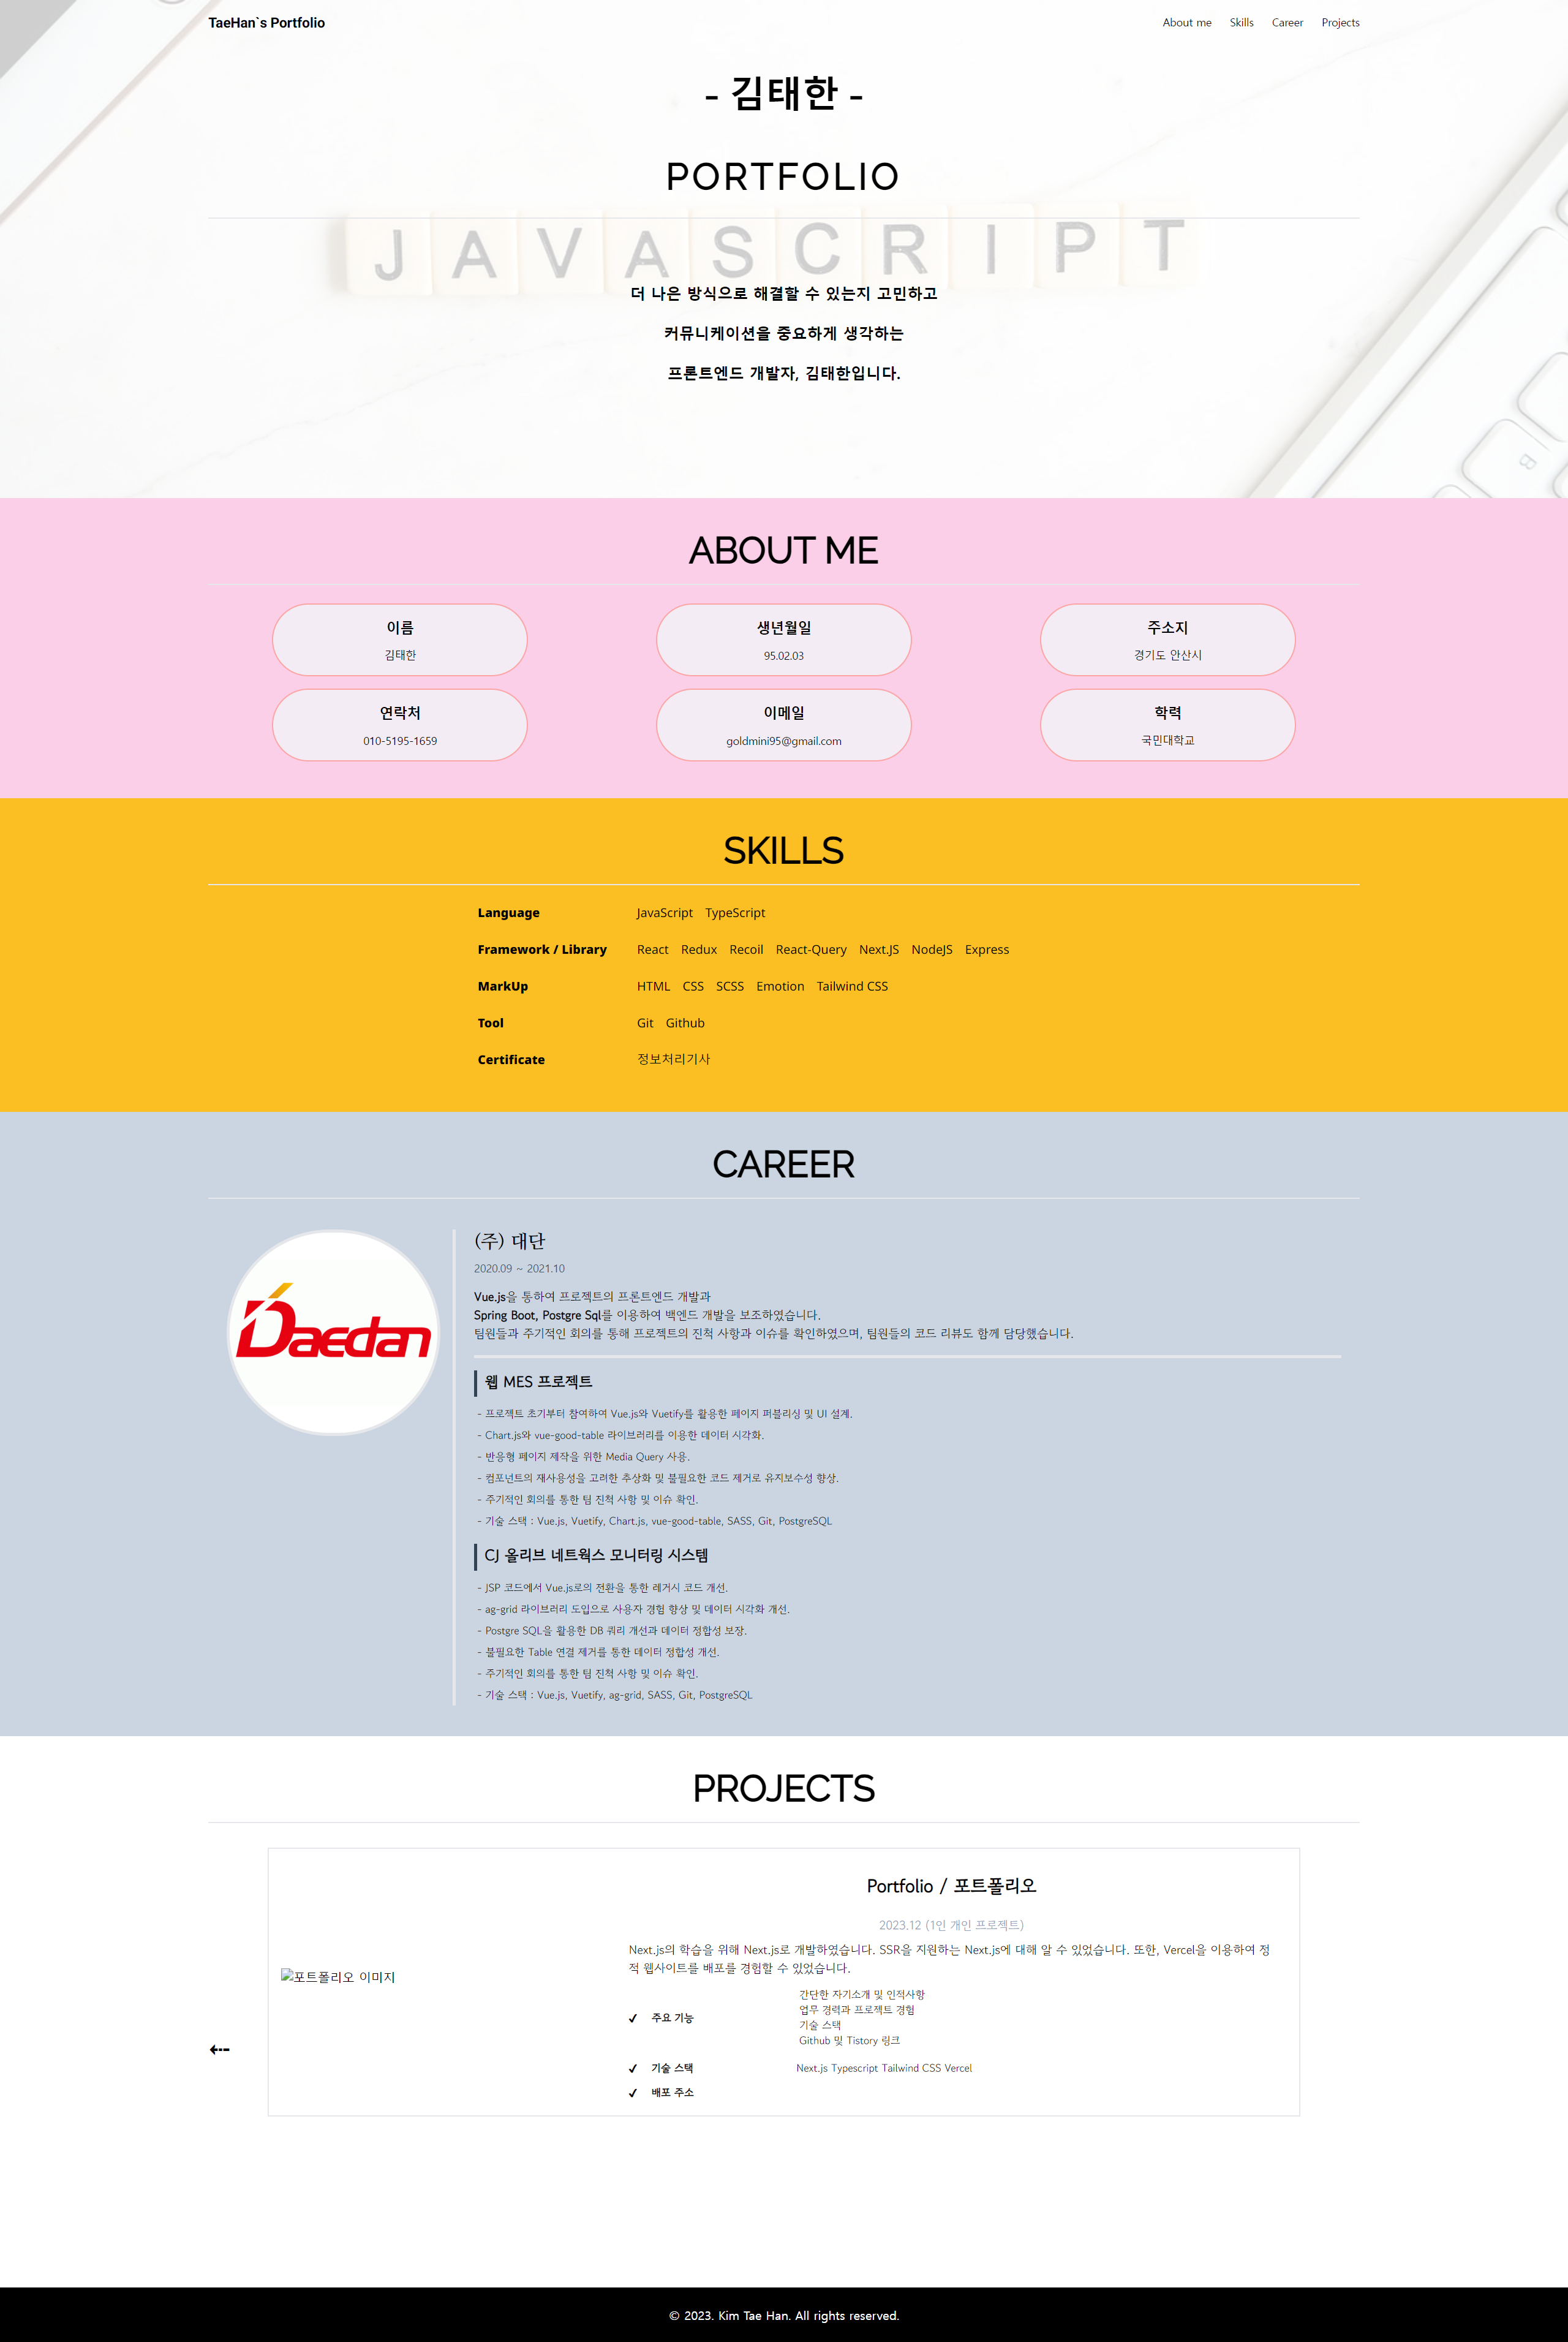 TaeHan`s Portfolio
About me Skills Career Projects
- 김태한 -
PORTFOLIO
JAVASCRIPT
더 나은 방식으로 해결할 수 있는지 고민하고
커뮤니케이션을 중요하게 생각하는
프론트엔드 개발자, 김태한입니다.
B
ABOUT ME
이름
김태한
생년월일
95.02.03
주소지
경기도 안산시
연락처
010-5195-1659
이메일
goldmini95@gmail.com
학력
국민대학교
SKILLS
Language JavaScript TypeScript
Framework / Library React Redux Recoil React-Query Next.JS NodeJS Express
MarkUp HTML CSS SCSS Emotion Tailwind CSS
Tool Git Github
Certificate 정보처리기사
CAREER
Daedan
(주) 대단
2020.09 ~ 2021.10
Vue.js을 통하여 프로젝트의 프론트엔드 개발과
Spring Boot, Postgre Sql를 이용하여 백엔드 개발을 보조하였습니다.
팀원들과 주기적인 회의를 통해 프로젝트의 진척 사항과 이슈를 확인하였으며, 팀원들의 코드 리뷰도 함께 담당했습니다.
웹 MES 프로젝트
- 프로젝트 초기부터 참여하여 Vue.js와 Vuetify를 활용한 페이지 퍼블리싱 및 UI 설계.
- Chart.js와 vue-good-table 라이브러리를 이용한 데이터 시각화.
- 반응형 페이지 제작을 위한 Media Query 사용.
- 컴포넌트의 재사용성을 고려한 추상화 및 불필요한 코드 제거로 유지보수성 향상.
- 주기적인 회의를 통한 팀 진척 사항 및 이슈 확인.
- 기술 스택 : Vue.js, Vuetify, Chart.js, vue-good-table, SASS, Git, PostgreSQL
CJ 올리브 네트웍스 모니터링 시스템
- JSP 코드에서 Vue.js로의 전환을 통한 레거시 코드 개선.
- ag-grid 라이브러리 도입으로 사용자 경험 향상 및 데이터 시각화 개선.
- Postgre SQL을 활용한 DB 쿼리 개선과 데이터 정합성 보장.
- 불필요한 Table 연결 제거를 통한 데이터 정합성 개선.
- 주기적인 회의를 통한 팀 진척 사항 및 이슈 확인.
- 기술 스택 : Vue.js, Vuetify, ag-grid, SASS, Git, PostgreSQL
PROJECTS
포트폴리오 이미지
Portfolio / 포트폴리오
2023.12 (1인 개인 프로젝트)
Next.js의 학습을 위해 Next.js로 개발하였습니다. SSR을 지원하는 Next.js에 대해 알 수 있었습니다. 또한, Vercel을 이용하여 정
적 웹사이트를 배포를 경험할 수 있었습니다.
✔ 주요 기능
간단한 자기소개 및 인적사항
업무 경력과 프로젝트 경험
기술 스택
Github 및 Tistory 링크
✔ 기술 스택 Next.js Typescript Tailwind CSS Vercel
✔ 배포 주소
© 2023. Kim Tae Han. All rights reserved.